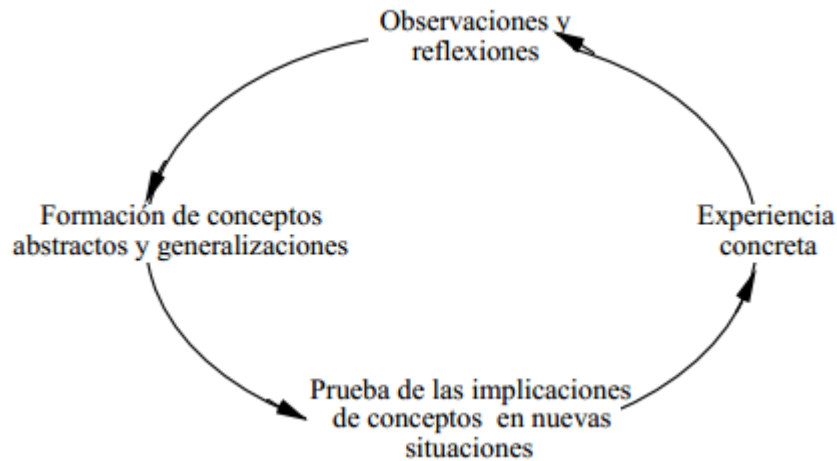 Observaciones y
reflexiones
Formación de conceptos
abstractos y generalizaciones
Experiencia
concreta
Prueba de las implicaciones
de conceptos en nuevas
situaciones